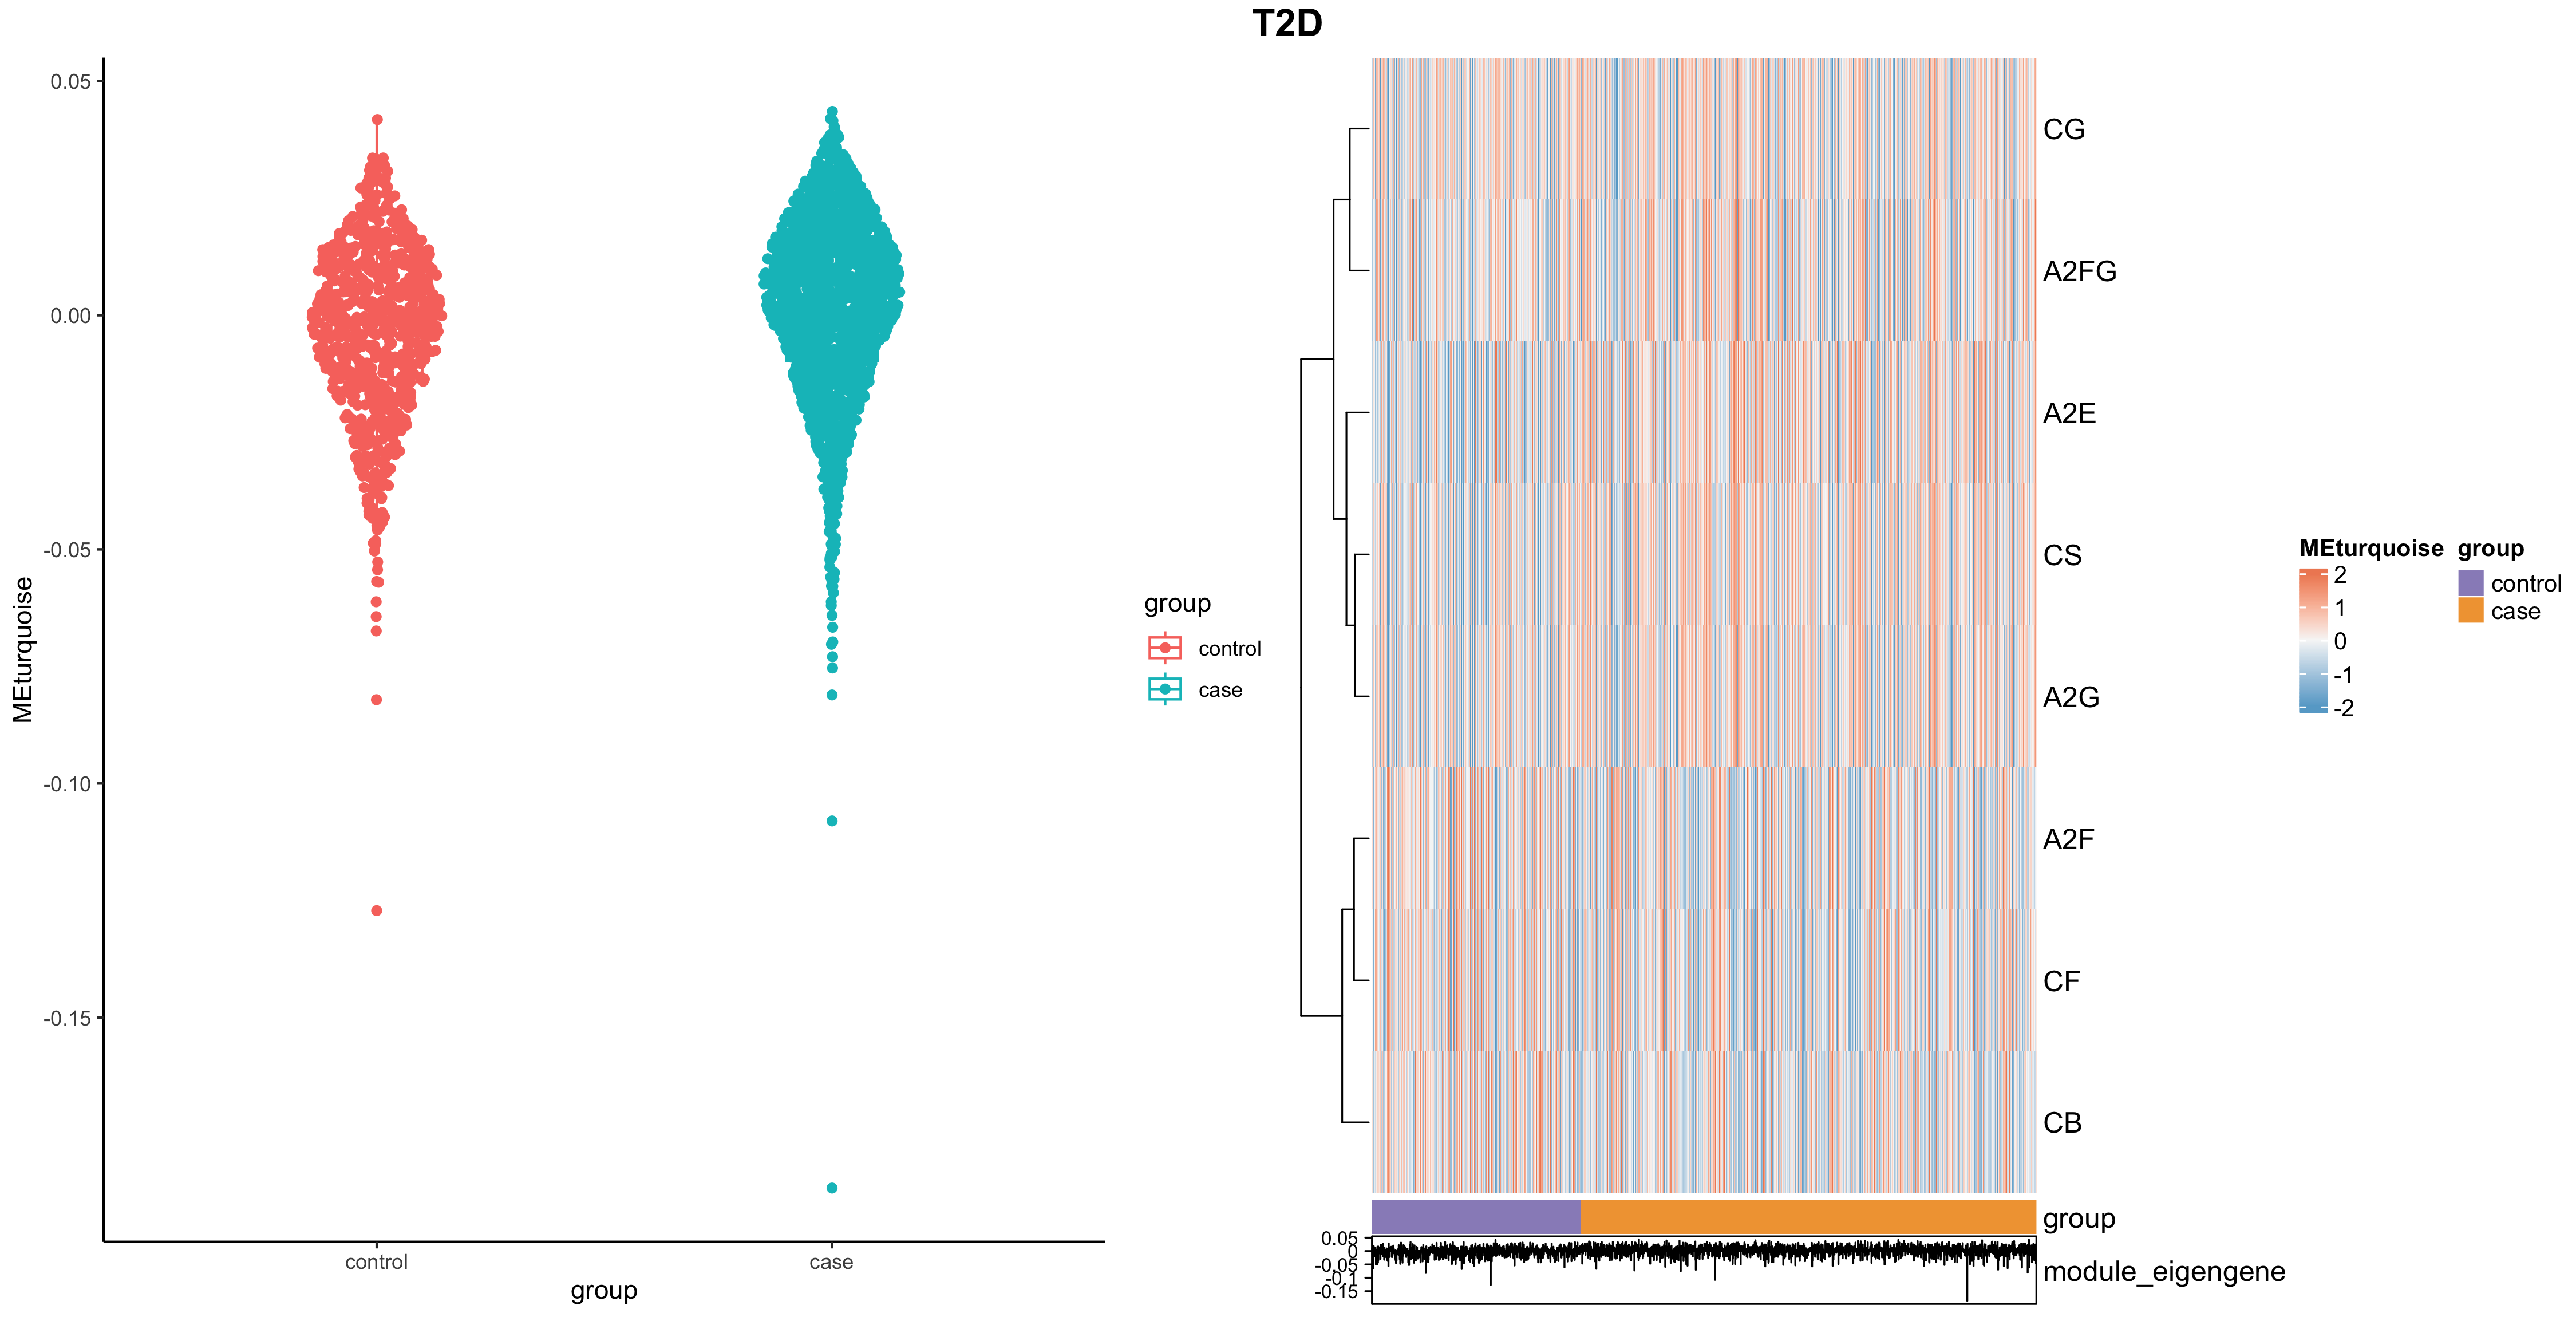 T2D
0.05
0.00
-0.05
-0.10
-0.15
MEturquoise
control
case
group
group
control
case
CG
A2FG
A2E
CS
A2G
A2F
CF
CB
group
0.05
0
-0.05
-0.1
-0.15
module_eigengene
MEturquoise
2
1
0
-1
-2
group
control
case